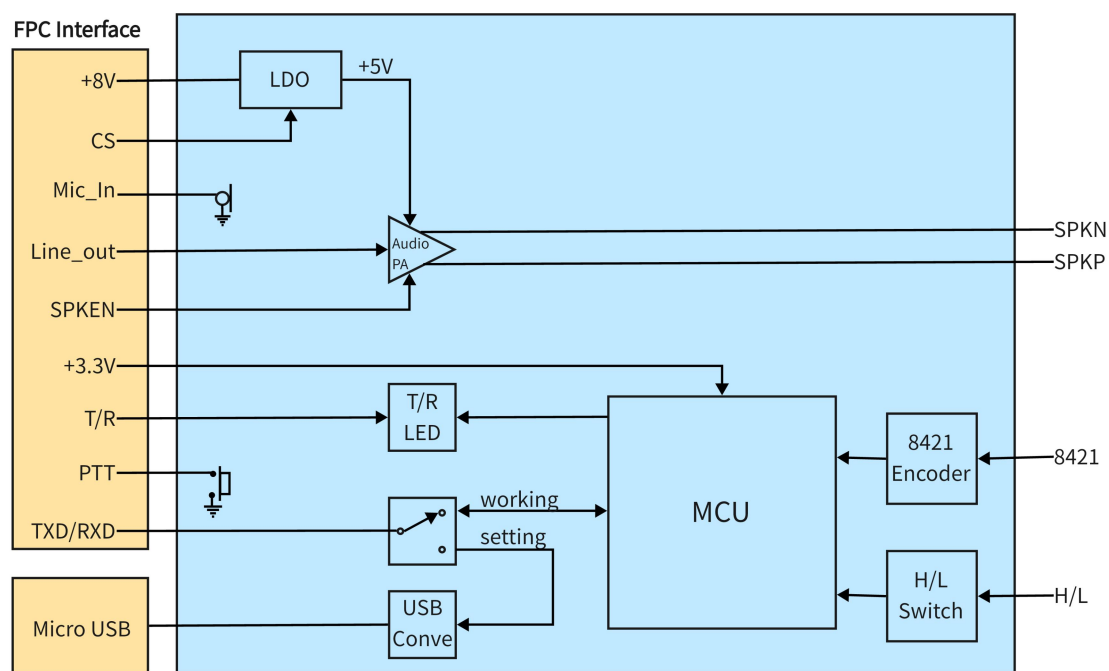 FPC Interface
+8V
LDO
+5V
CS
Mic_In
Line_out
Audio
PA
SPKN
SPKP
SPKEN
+3.3V
T/R
T/R
LED
MCU
8421
Encoder
8421
PTT
TXD/RXD
working
setting
H/L
Switch
H/L
Micro USB
USB
Conve